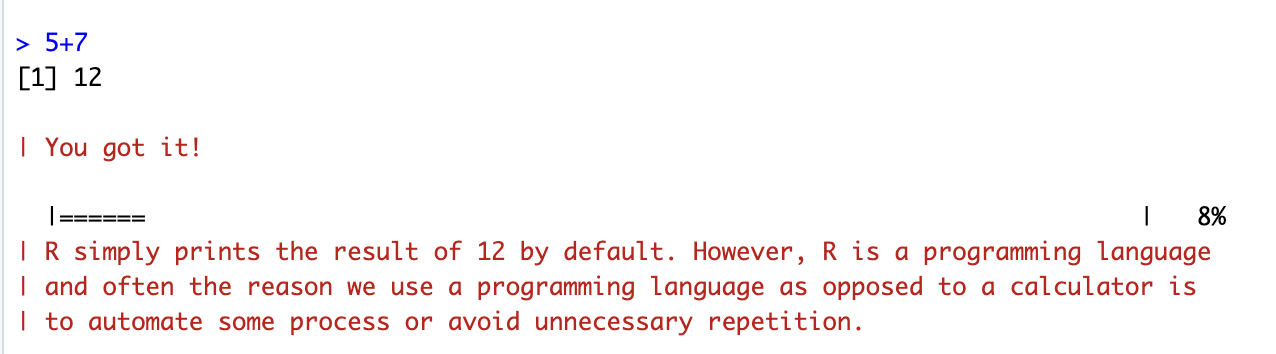 > 5+7
[1] 12
| You got it!
|====== | 8%
| R simply prints the result of 12 by default. However, R is a programming language
| and often the reason we use a programming language as opposed to a calculator is
| to automate some process or avoid unnecessary repetition.